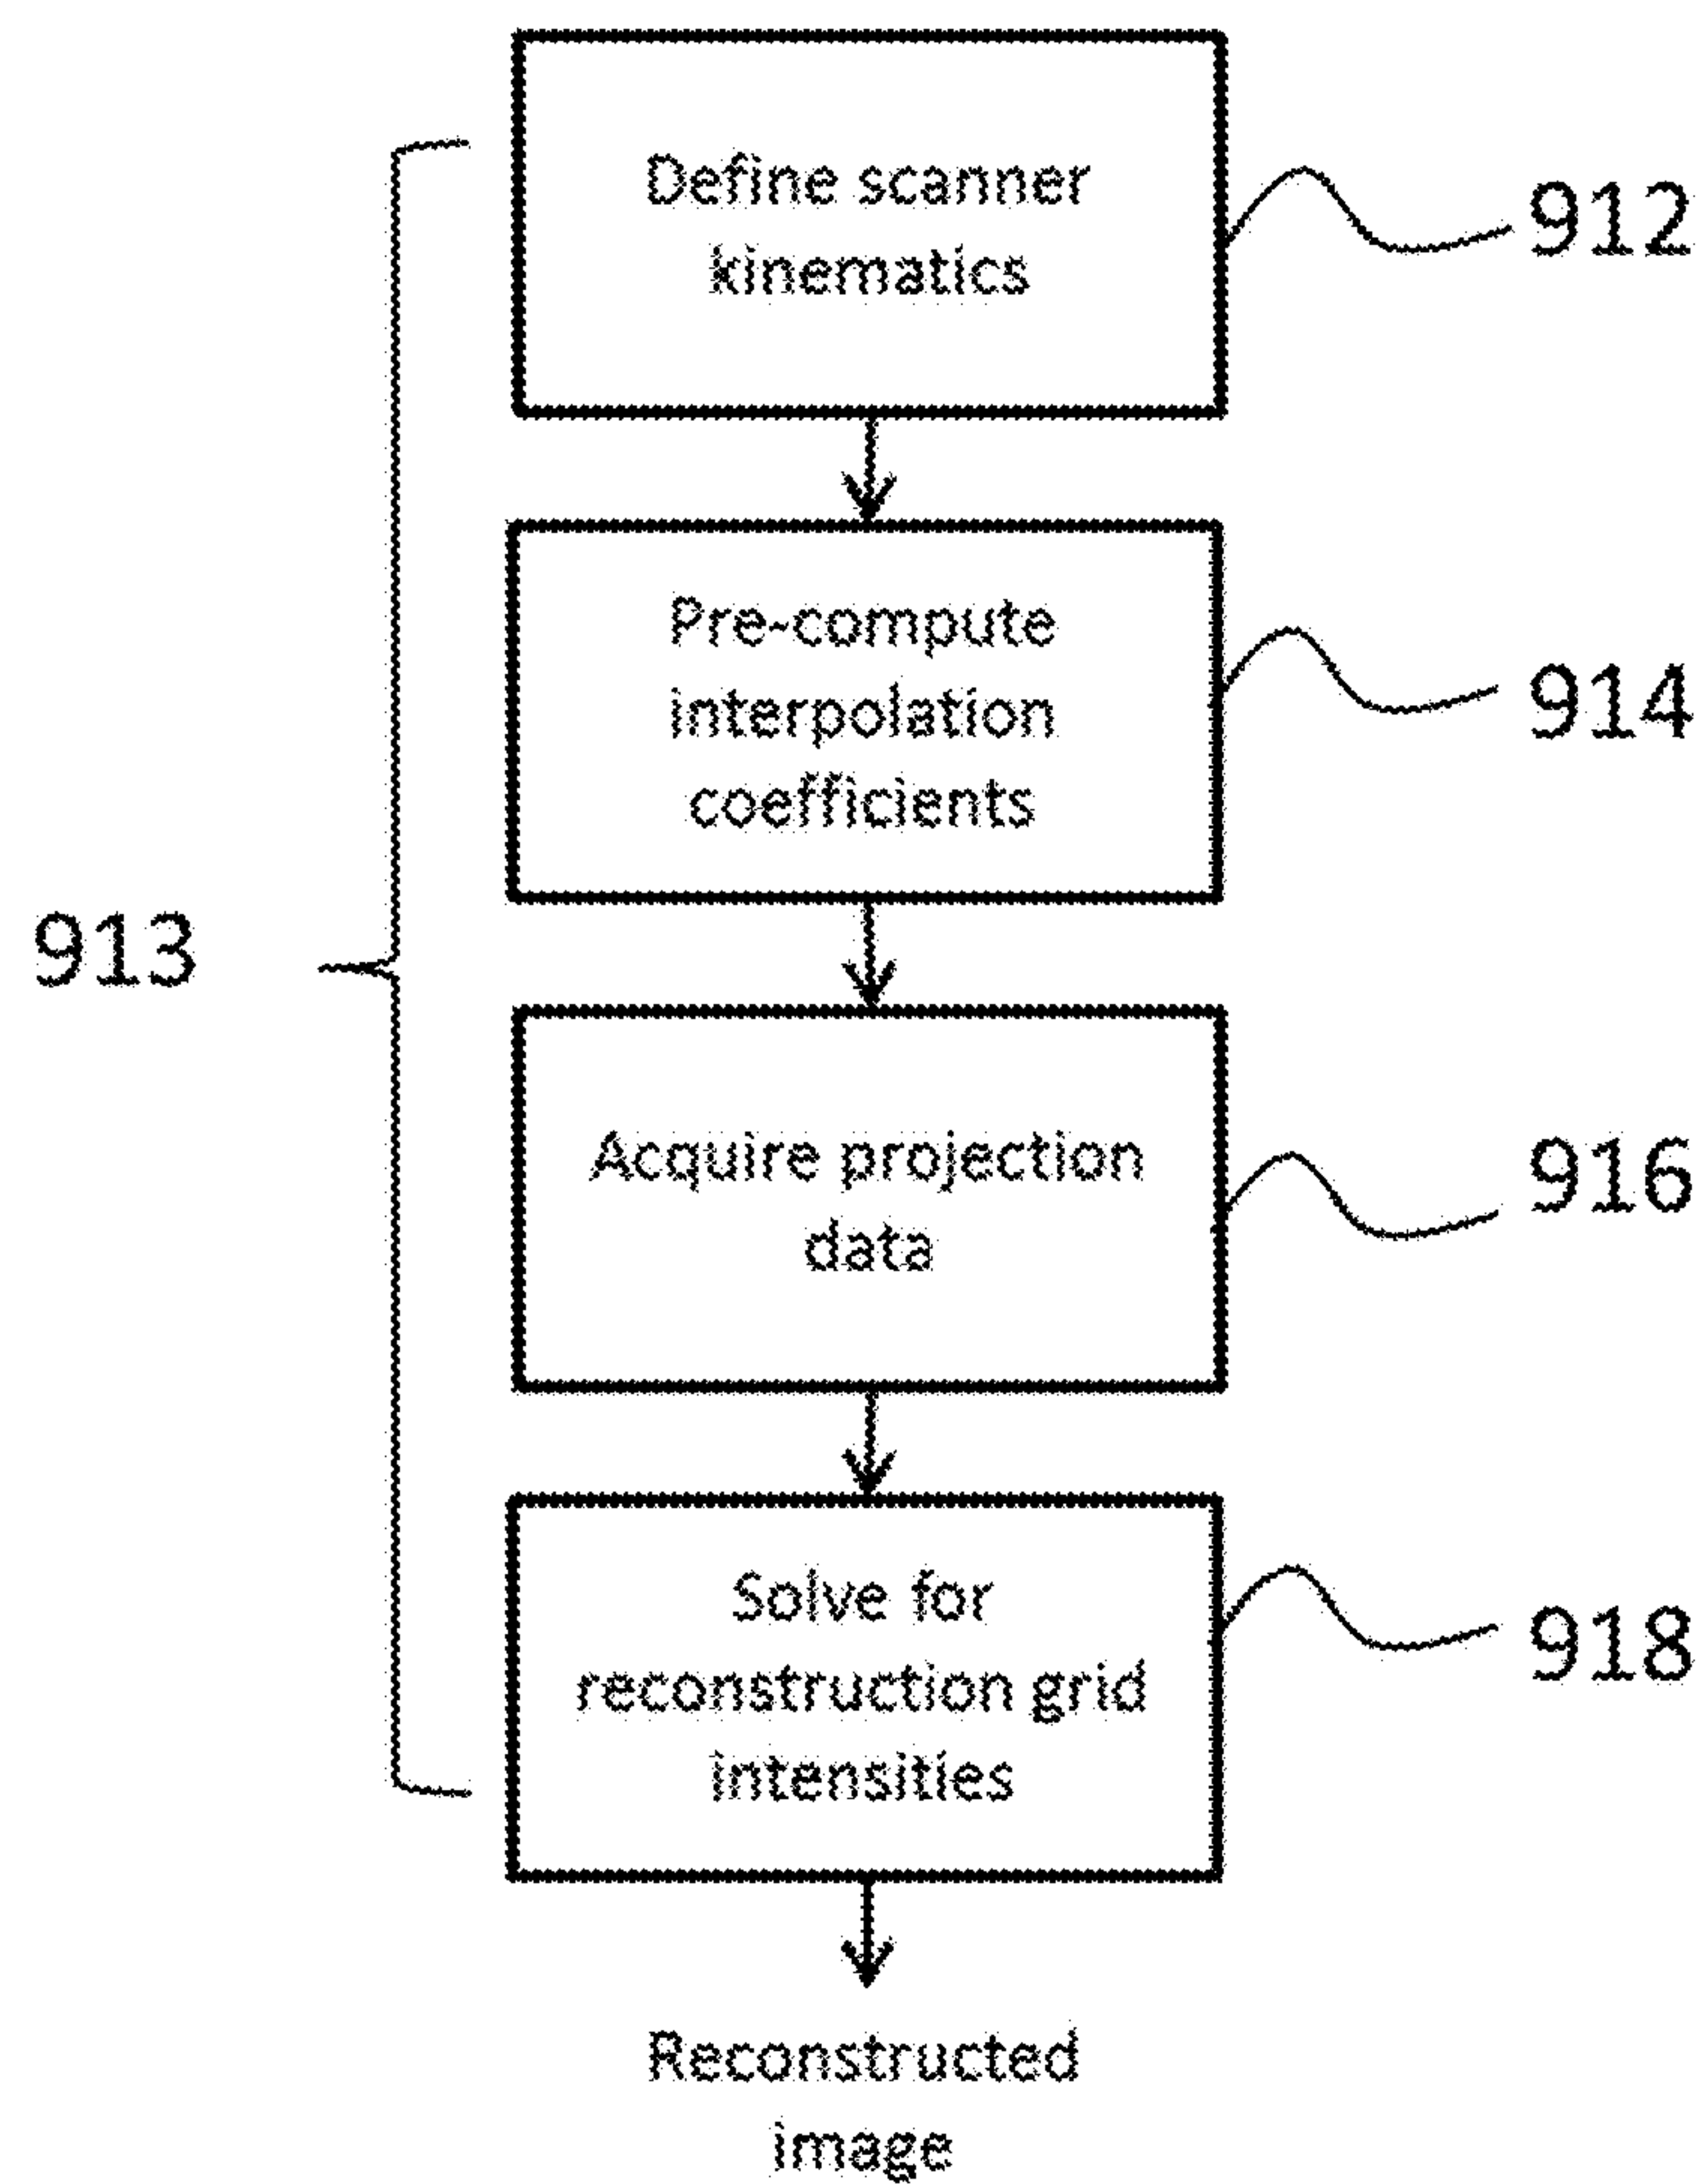 Define scanner
kinematics
912
Pre-compute
interpolation
coefficients
914
913
Acquire projection
data
916
Solve for
reconstruction grid
intensities
918
Reconstructed
image